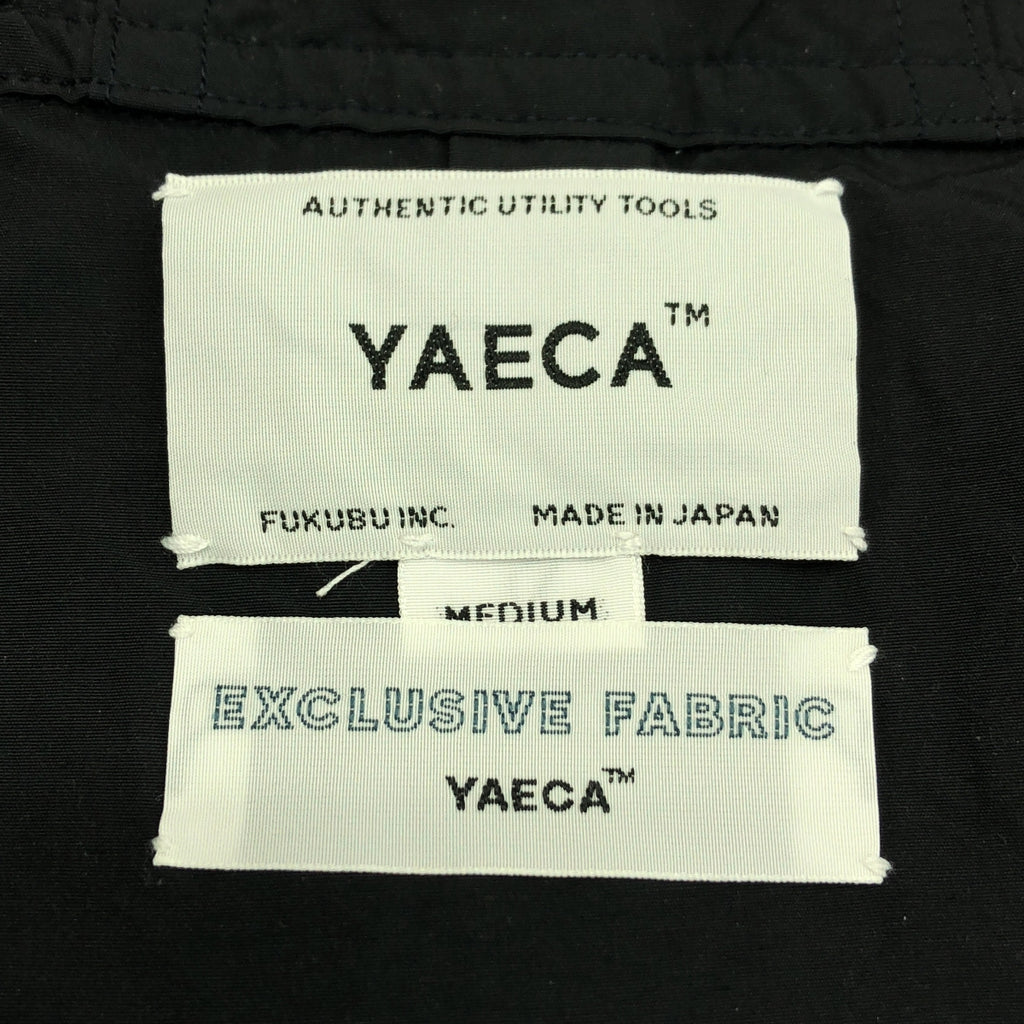 AUTHENTIC UTILITY TOOLS
YAECA™
FUKUBU INC. MADE IN JAPAN
MEDIUM
EXCLUSIVE FABRIC
YAECA™